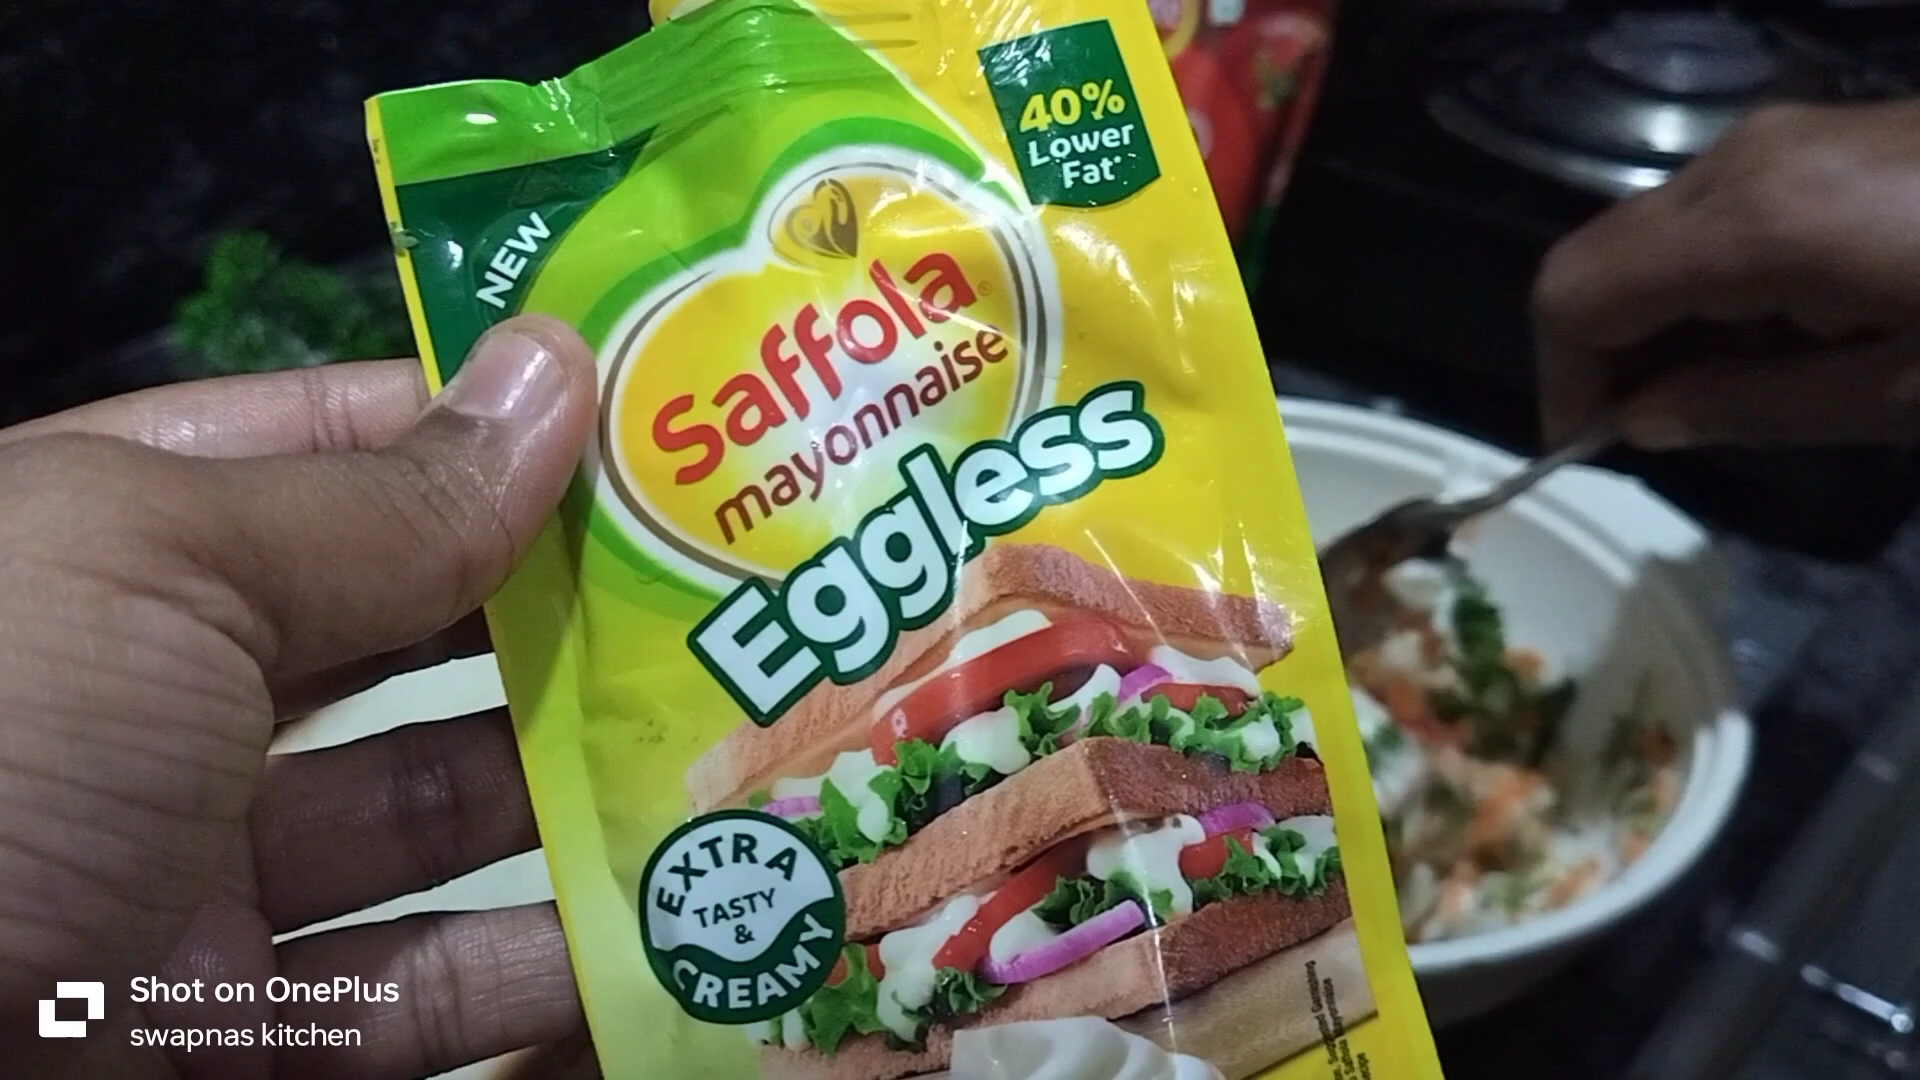 40%
Lower
Fat*
NEW
Saffola®
mayonnaise
Eggless
EXTRA
TASTY
&
CREAMY
Shot on OnePlus
swapnas kitchen